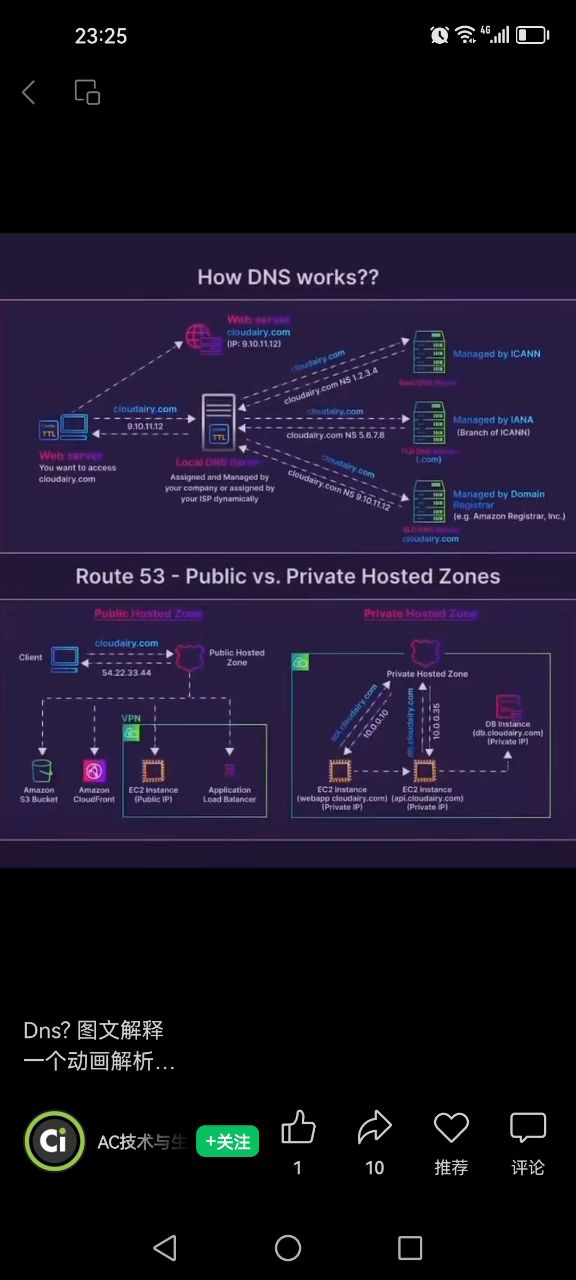 23:25
4G
How DNS works??
Web server
cloudairy.com
(IP: 9.10.11.12)
cloudairy.com
cloudairy.com NS 1.2.3.4
Managed by ICANN
Root DNS Server
cloudairy.com
9.10.11.12
TTL
TTL
cloudairy.com
cloudairy.com NS 5.6.7.8
Managed by IANA
(Branch of ICANN)
TLD DNS Server
(.com)
Web server
You want to access
cloudairy.com
Local DNS Server
Assigned and Managed by
your company or assigned by
your ISP dynamically
cloudairy.com
cloudairy.com NS 9.10.11.12
Managed by Domain
Registrar
(e.g. Amazon Registrar, Inc.)
SLD DNS Server
cloudairy.com
Route 53 - Public vs. Private Hosted Zones
Public Hosted Zone
Client
cloudairy.com
54.22.33.44
Public Hosted
Zone
VPN
Amazon
S3 Bucket
Amazon
CloudFront
EC2 Instance
(Public IP)
Application
Load Balancer
Private Hosted Zone
Private Hosted Zone
api.cloudairy.com
10.0.0.10
db.cloudairy.com
10.0.0.35
DB Instance
(db.cloudairy.com)
(Private IP)
EC2 Instance
(webapp cloudairy.com)
(Private IP)
EC2 Instance
(api.cloudairy.com)
(Private IP)
Dns? 图文解释
一个动画解析...
Ci
AC技术与生
+关注
1
10
推荐
评论